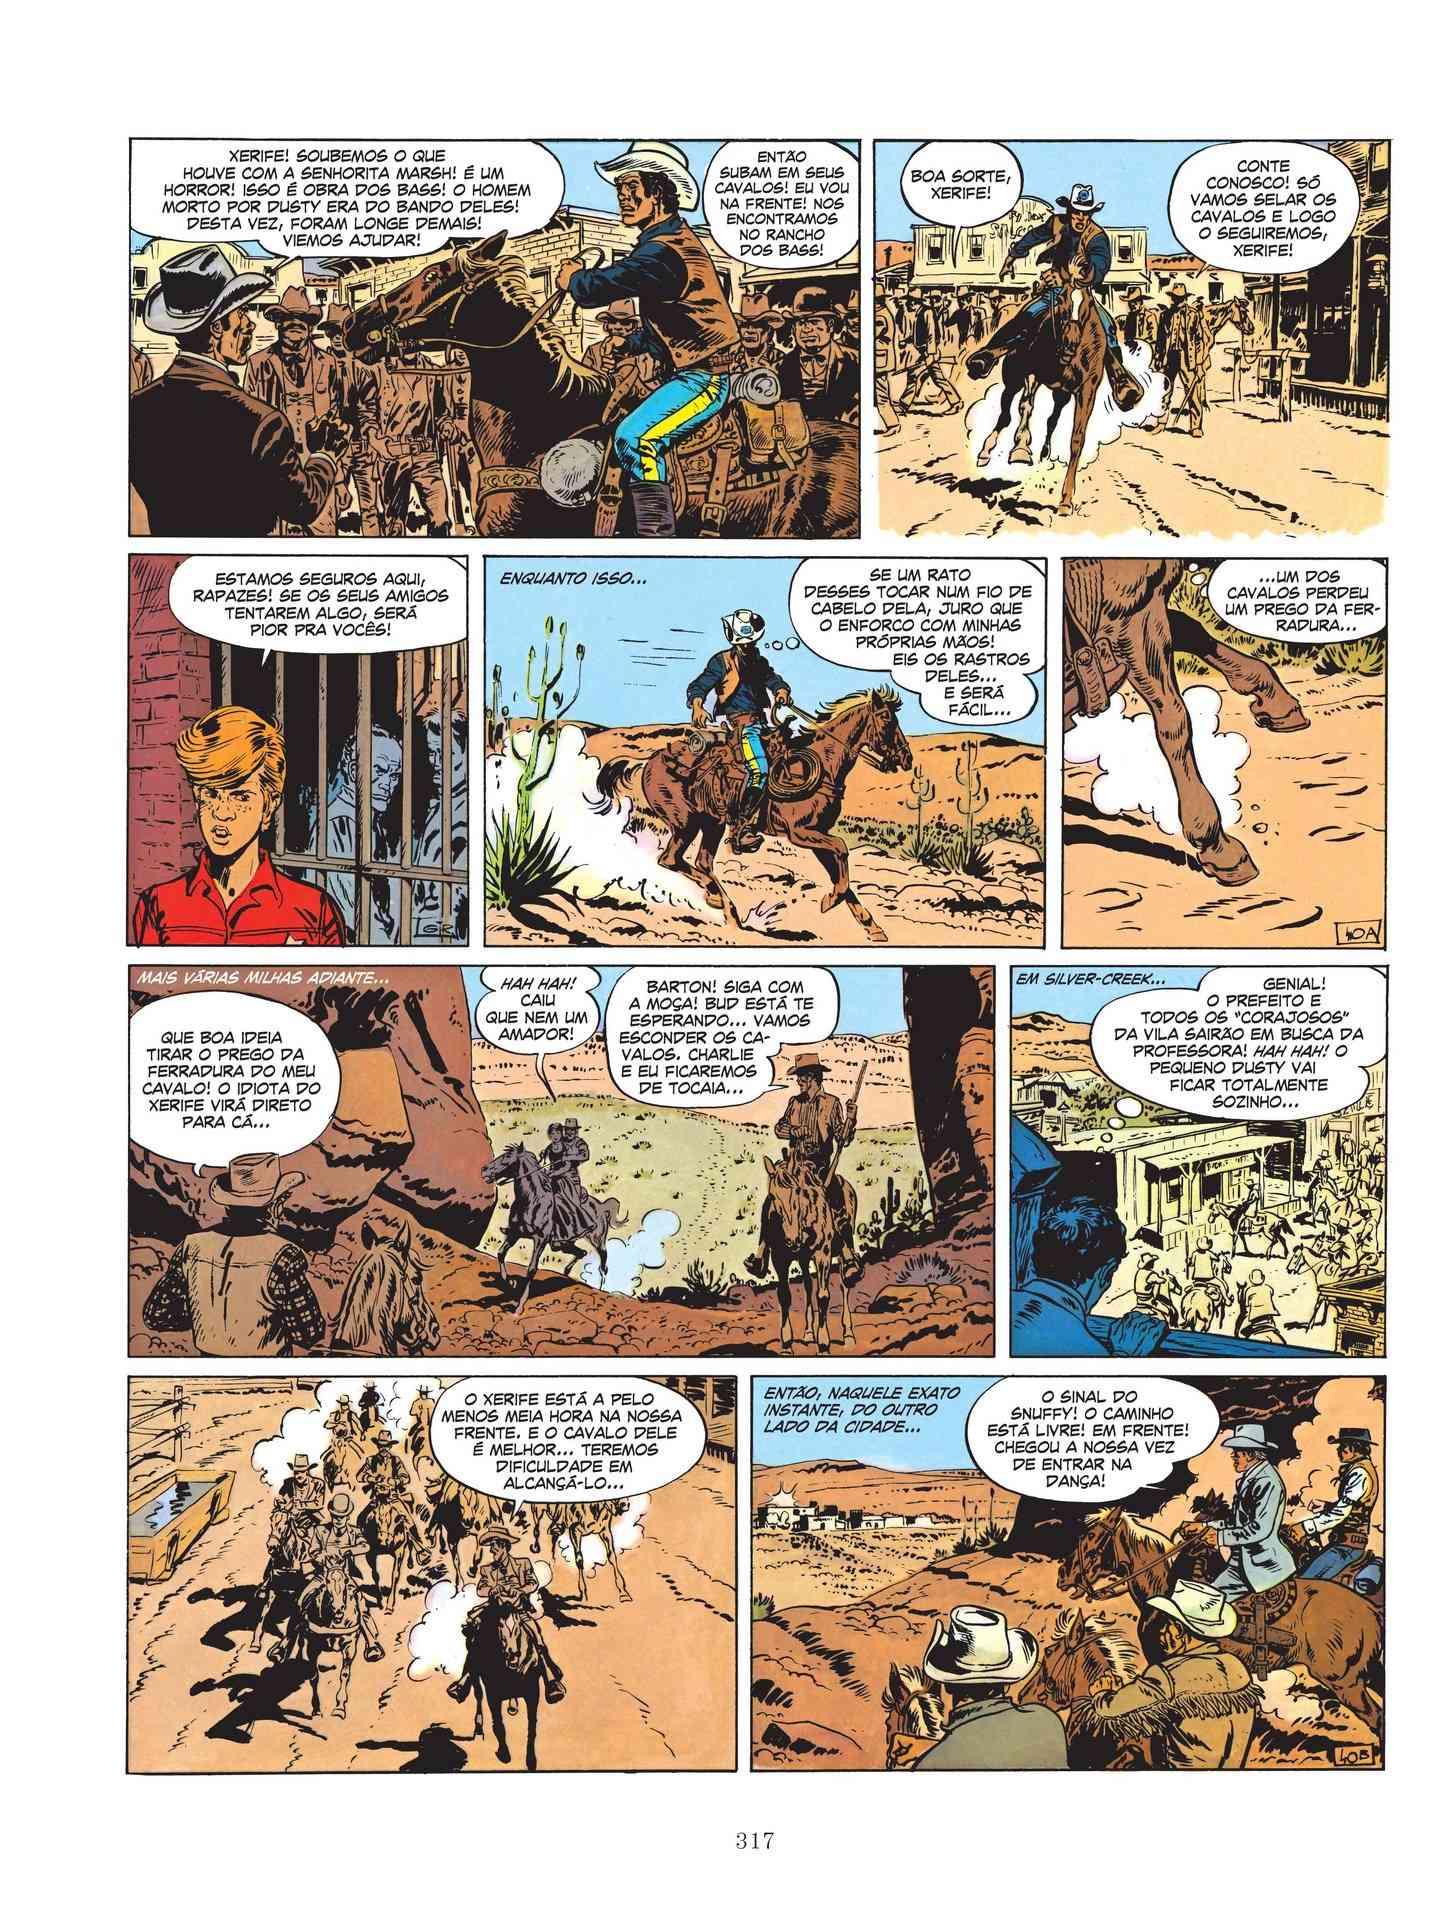 XERIFE! SOUBEMOS O QUE
HOUVE COM A SENHORITA MARSH! É UM
HORROR! ISSO É OBRA DOS BASS! O HOMEM
MORTO POR DUSTY ERA DO BANDO DELES!
DESTA VEZ, FORAM LONGE DEMAIS!
VIEMOS AJUDAR!
ENTÃO
SUBAM EM SEUS
CAVALOS! EU VOU
NA FRENTE! NOS
ENCONTRAMOS
NO RANCHO
DOS BASS!
BOA SORTE,
XERIFE!
CONTE
CONOSCO! SÓ
VAMOS SELAR OS
CAVALOS E LOGO
O SEGUIREMOS,
XERIFE!
ESTAMOS SEGUROS AQUI,
RAPAZES! SE OS SEUS AMIGOS
TENTAREM ALGO, SERÁ
PIOR PRA VOCÊS!
GIR
ENQUANTO ISSO...
SE UM RATO
DESSES TOCAR NUM FIO DE
CABELO DELA, JURO QUE
O ENFORCO COM MINHAS
PRÓPRIAS MÃOS!
EIS OS RASTROS
DELES...
E SERÁ
FÁCIL...
...UM DOS
CAVALOS PERDEU
UM PREGO DA FER-
RADURA...
40A
MAIS VÁRIAS MILHAS ADIANTE...
QUE BOA IDEIA
TIRAR O PREGO DA
FERRADURA DO MEU
CAVALO! O IDIOTA DO
XERIFE VIRÁ DIRETO
PARA CÁ...
HAH HAH!
CAIU
QUE NEM UM
AMADOR!
BARTON! SIGA COM
A MOÇA! BUD ESTÁ TE
ESPERANDO... VAMOS
ESCONDER OS CA-
VALOS. CHARLIE
E EU FICAREMOS
DE TOCAIA...
EM SILVER-CREEK...
GENIAL!
O PREFEITO E
TODOS OS "CORAJOSOS"
DA VILA SAIRÃO EM BUSCA DA
PROFESSORA! HAH HAH! O
PEQUENO DUSTY VAI
FICAR TOTALMENTE
SOZINHO...
O XERIFE ESTÁ A PELO
MENOS MEIA HORA NA NOSSA
FRENTE. E O CAVALO DELE
É MELHOR... TEREMOS
DIFICULDADE EM
ALCANÇÁ-LO...
ENTÃO, NAQUELE EXATO
INSTANTE, DO OUTRO
LADO DA CIDADE...
O SINAL DO
SNUFFY! O CAMINHO
ESTÁ LIVRE! EM FRENTE!
CHEGOU A NOSSA VEZ
DE ENTRAR NA
DANÇA!
40B
317